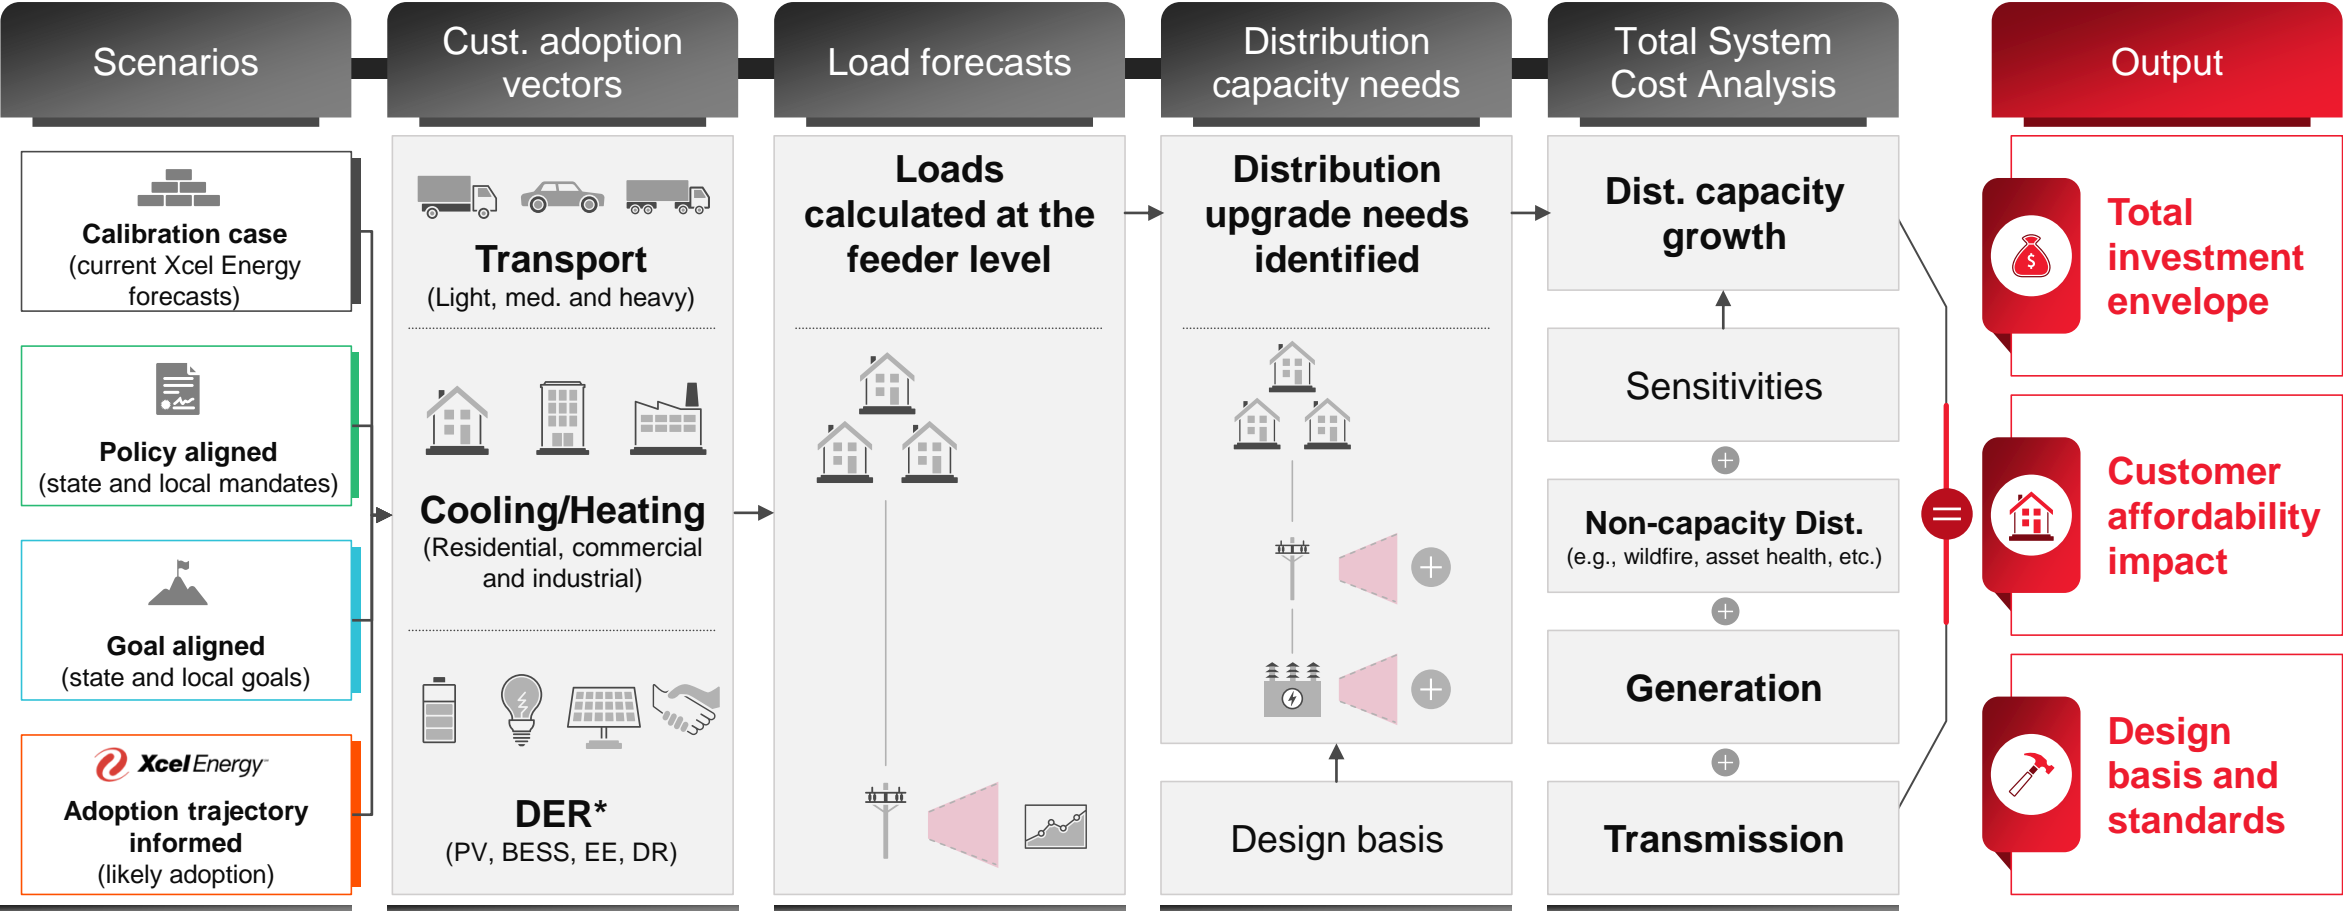 Scenarios
Cust. adoption
vectors
Load forecasts
Distribution
capacity needs
Total System
Cost Analysis
Output
Calibration case
(current Xcel Energy
forecasts)
Policy aligned
(state and local mandates)
Goal aligned
(state and local goals)
Xcel Energy
Adoption trajectory
informed
(likely adoption)
Transport
(Light, med. and heavy)
Cooling/Heating
(Residential, commercial
and industrial)
DER*
(PV, BESS, EE, DR)
Loads
calculated at the
feeder level
Distribution
upgrade needs
identified
Design basis
Dist. capacity
growth
Sensitivities
Non-capacity Dist.
(e.g., wildfire, asset health, etc.)
Generation
Transmission
$
Total
investment
envelope
Customer
affordability
impact
Design
basis and
standards